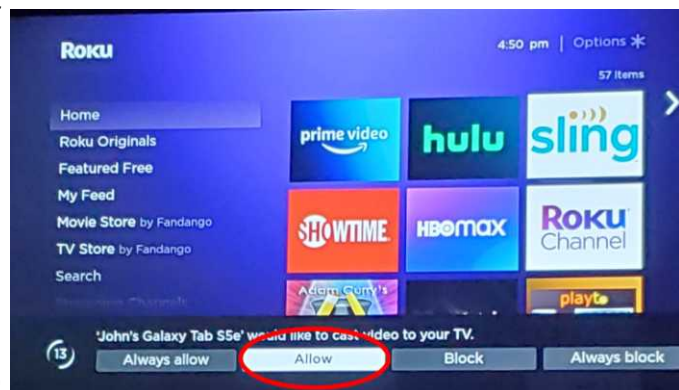 Roku
4:50 pm | Options
57 Items
Home
Roku Originals
Featured Free
My Feed
Movie Store by Fandango
TV Store by Fandango
Search
prime video
hulu
sling
SHOWTIME
HBOMAX
Roku
Channel
Adam Curry's
playto
'John's Galaxy Tab S5e' would like to cast video to your TV.
13
Always allow
Allow
Block
Always block